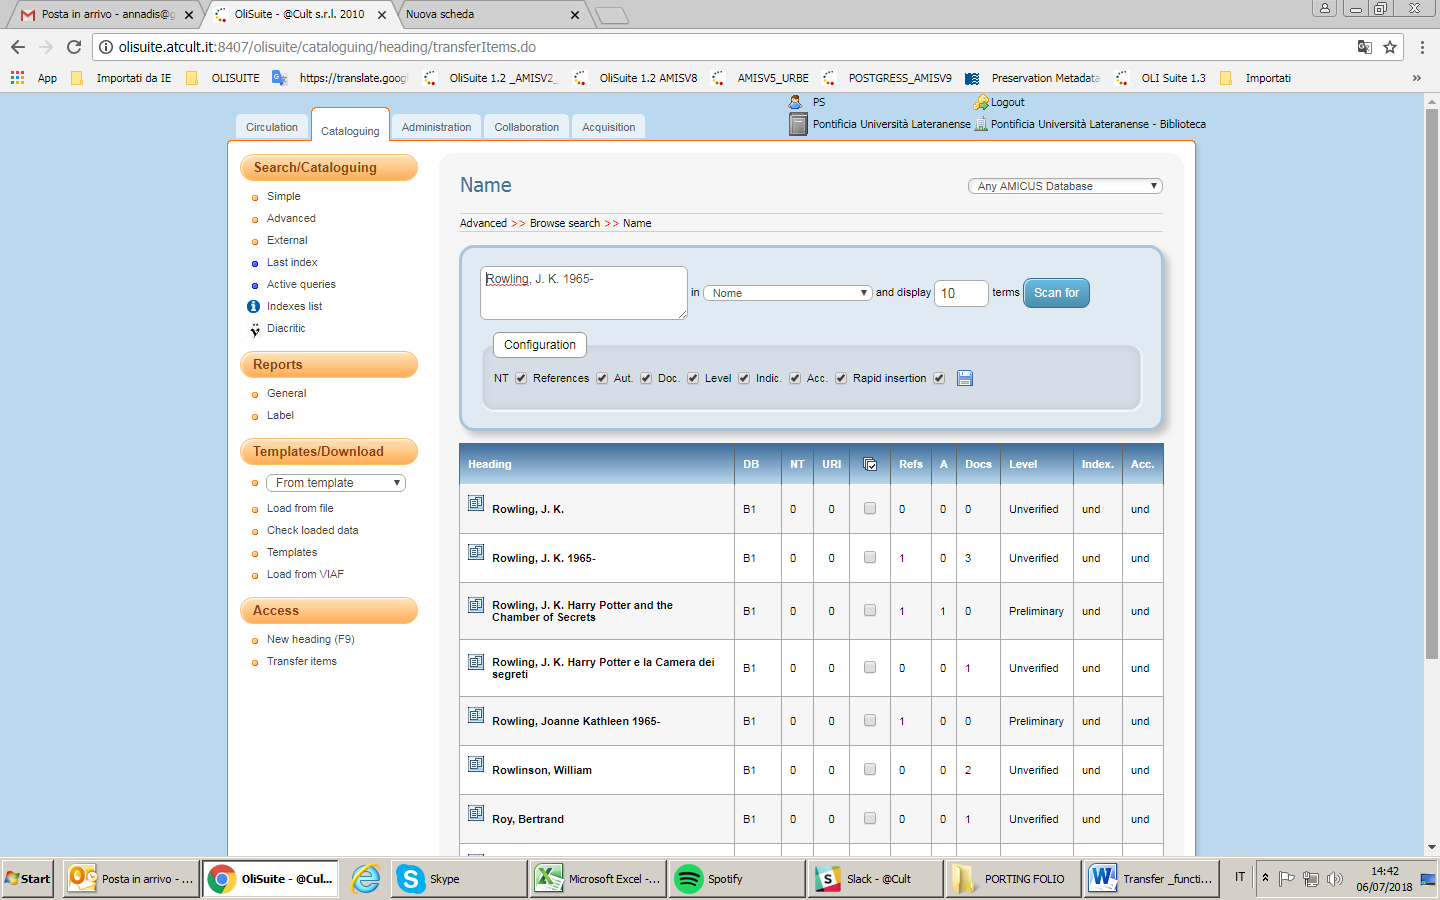 Posta in arrivo - annadis@g
OliSuite - @Cult s.r.l. 2010
Nuova scheda
olisuite.atcult.it:8407/olisuite/cataloguing/heading/transferItems.do
App Importati da IE OLISUITE https://translate.googl OliSuite 1.2 _AMISV2_ OliSuite 1.2 AMISV8 AMISV5_URBE POSTGRESS_AMISV9 Preservation Metadata OLI Suite 1.3 Importati »
PS Logout
Pontificia Università Lateranense Pontificia Università Lateranense - Biblioteca
Circulation Cataloguing Administration Collaboration Acquisition
Search/Cataloguing
Simple
Advanced
External
Last index
Active queries
Indexes list
Diacritic
Reports
General
Label
Templates/Download
From template
Load from file
Check loaded data
Templates
Load from VIAF
Access
New heading (F9)
Transfer items
Name
Any AMICUS Database
Advanced >> Browse search >> Name
Rowling, J. K. 1965-
in Nome and display 10 terms Scan for
Configuration
NT References Aut. Doc. Level Indic. Acc. Rapid insertion
Heading DB NT URI Refs A Docs Level Index. Acc.
Rowling, J. K. B1 0 0 0 0 0 Unverified und und
Rowling, J. K. 1965- B1 0 0 1 0 3 Unverified und und
Rowling, J. K. Harry Potter and the
Chamber of Secrets B1 0 0 1 1 0 Preliminary und und
Rowling, J. K. Harry Potter e la Camera dei
segreti B1 0 0 0 0 1 Unverified und und
Rowling, Joanne Kathleen 1965- B1 0 0 1 0 0 Preliminary und und
Rowlinson, William B1 0 0 0 0 2 Unverified und und
Roy, Bertrand B1 0 0 0 0 1 Unverified und und
Start Posta in arrivo - ... OliSuite - @Cul... Skype Microsoft Excel -... Spotify Slack - @Cult PORTING FOLIO Transfer _functi... IT 14:42
06/07/2018